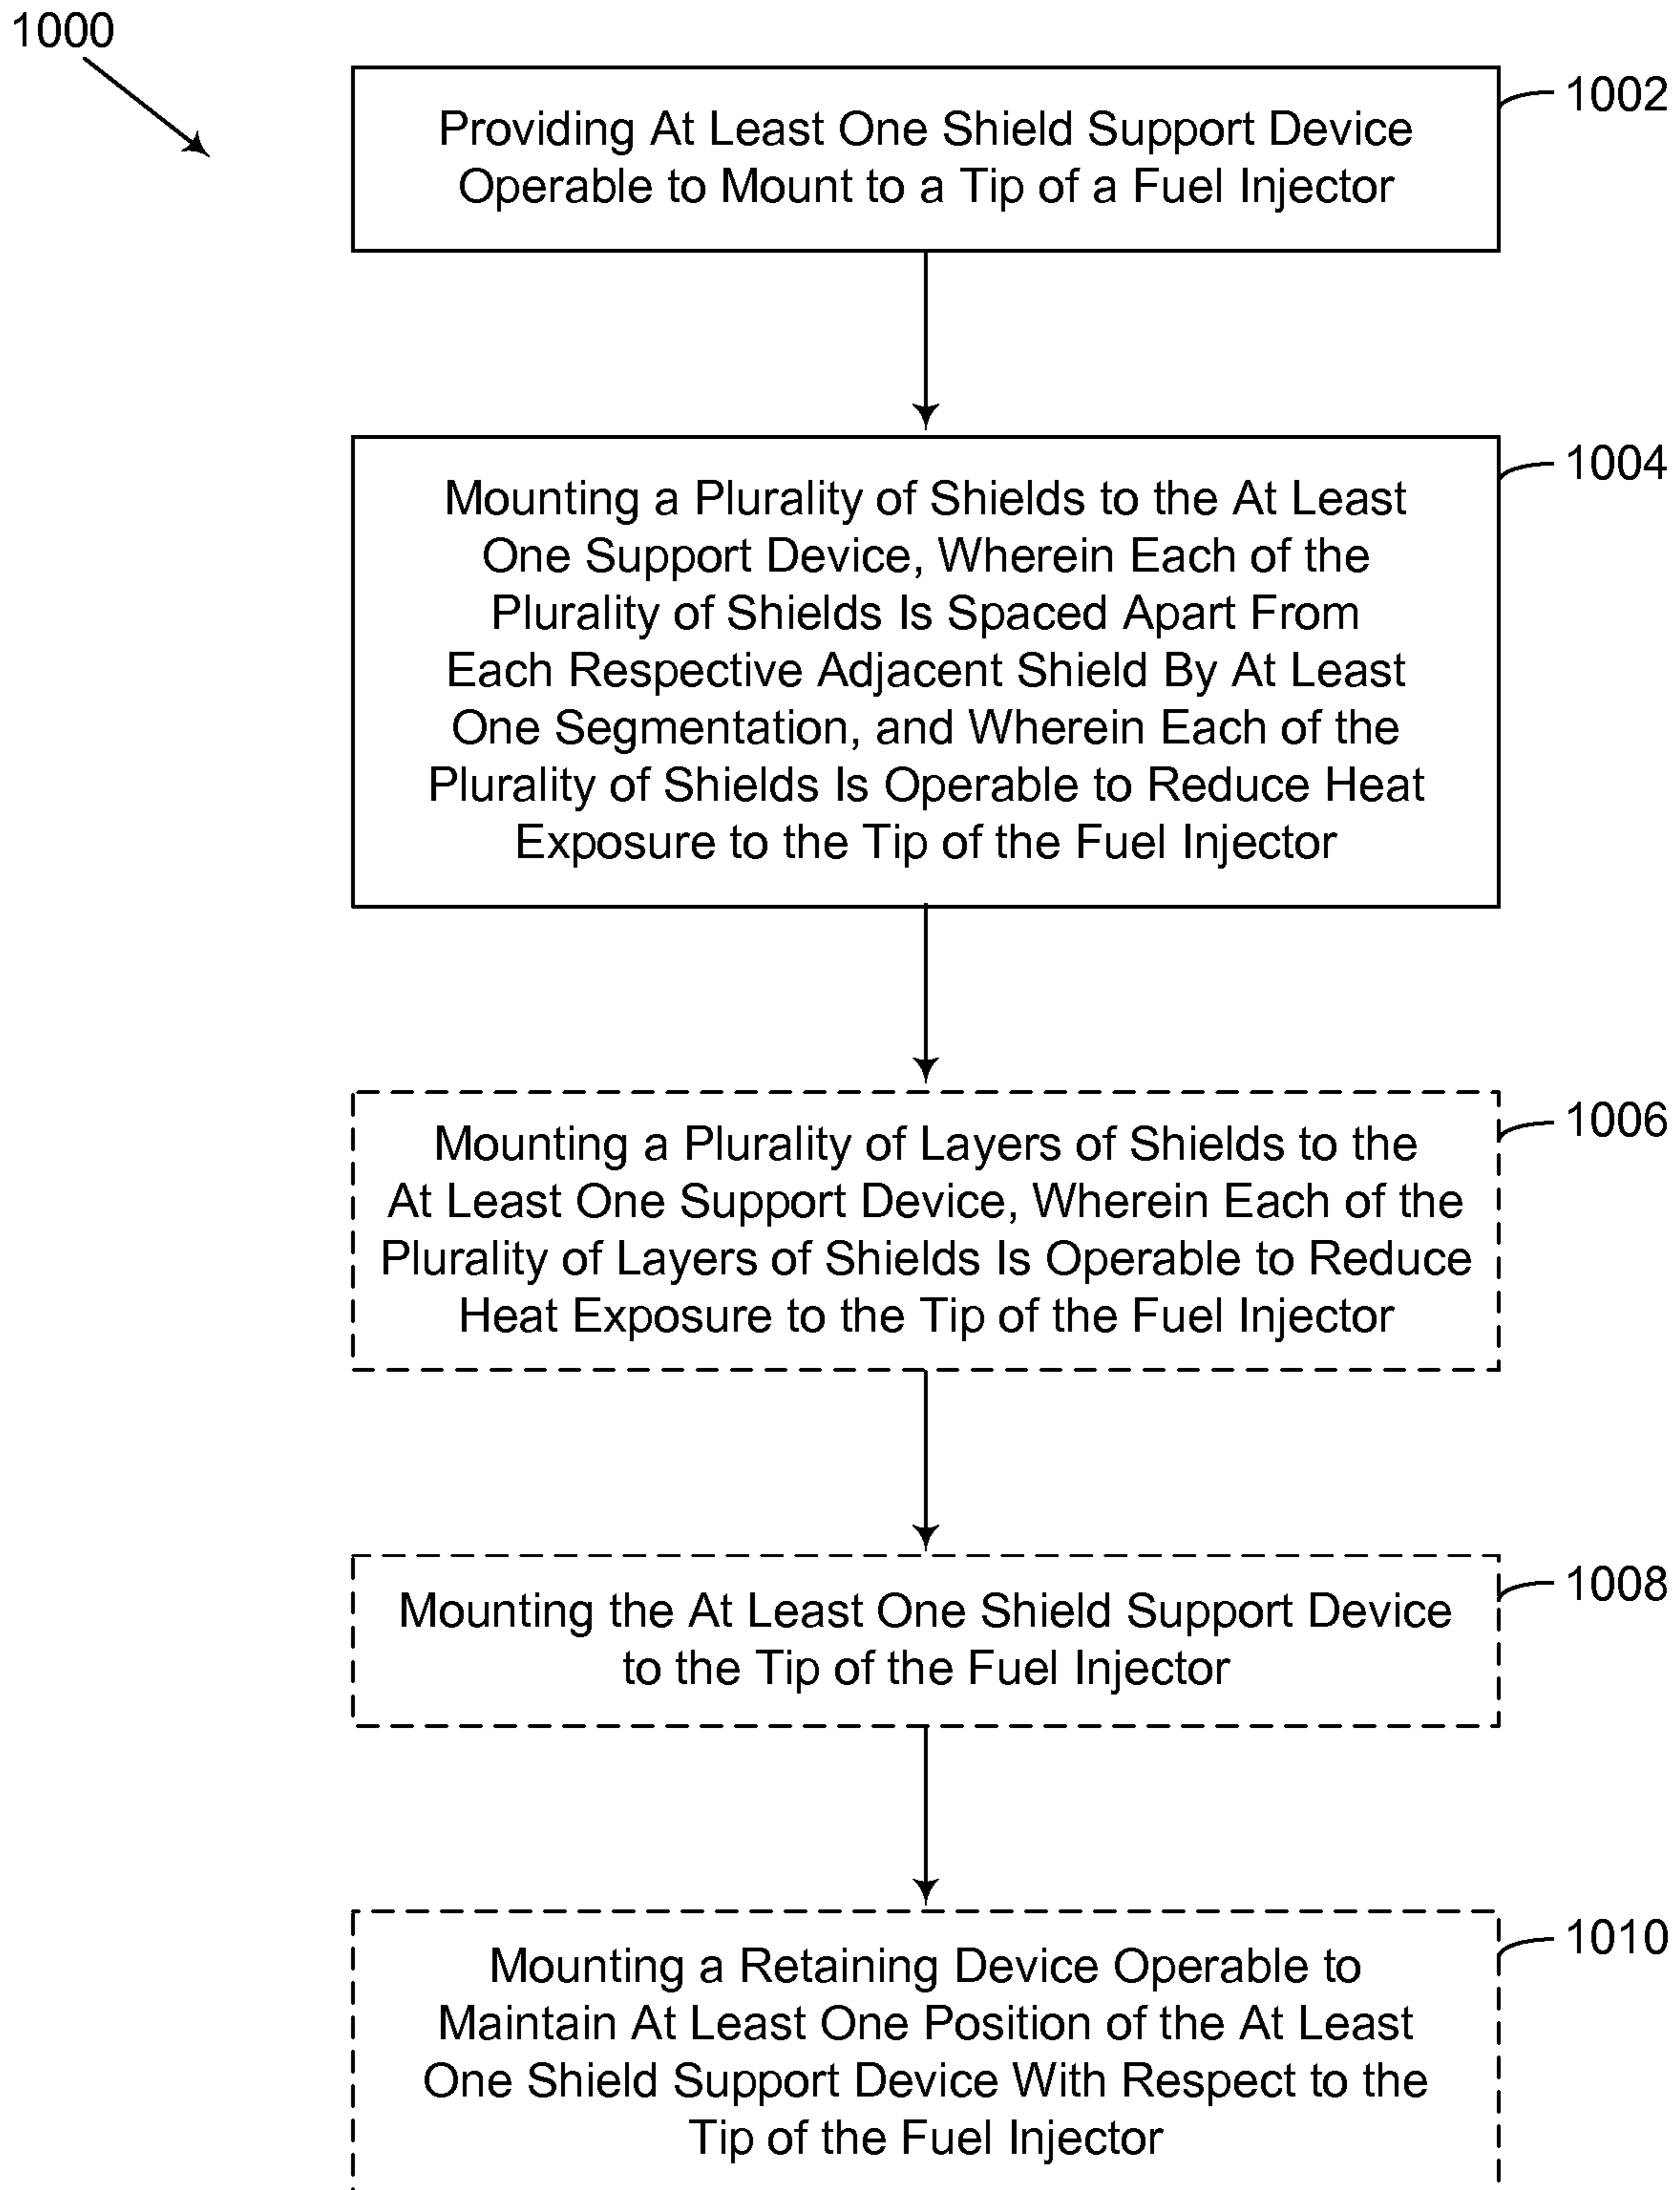 1000
1002
Providing At Least One Shield Support Device
Operable to Mount to a Tip of a Fuel Injector
1004
Mounting a Plurality of Shields to the At Least
One Support Device, Wherein Each of the
Plurality of Shields Is Spaced Apart From
Each Respective Adjacent Shield By At Least
One Segmentation, and Wherein Each of the
Plurality of Shields Is Operable to Reduce Heat
Exposure to the Tip of the Fuel Injector
1006
Mounting a Plurality of Layers of Shields to the
At Least One Support Device, Wherein Each of the
Plurality of Layers of Shields Is Operable to Reduce
Heat Exposure to the Tip of the Fuel Injector
1008
Mounting the At Least One Shield Support Device
to the Tip of the Fuel Injector
1010
Mounting a Retaining Device Operable to
Maintain At Least One Position of the At Least
One Shield Support Device With Respect to the
Tip of the Fuel Injector